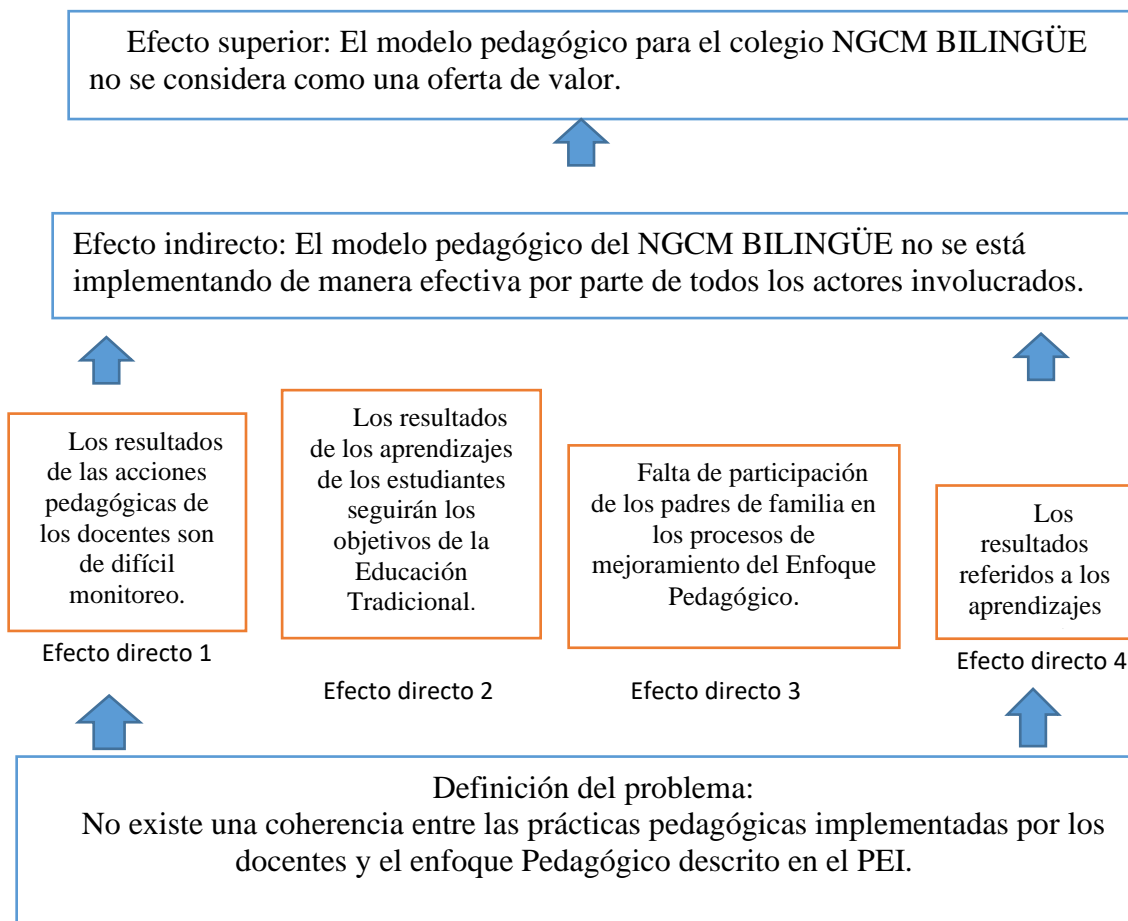 Efecto superior: El modelo pedagógico para el colegio NGCM BILINGÜE
no se considera como una oferta de valor.
Efecto indirecto: El modelo pedagógico del NGCM BILINGÜE no se está
implementando de manera efectiva por parte de todos los actores involucrados.
Los resultados
de las acciones
pedagógicas de
los docentes son
de difícil
monitoreo.
Efecto directo 1
Los resultados
de los aprendizajes
de los estudiantes
seguirán los
objetivos de la
Educación
Tradicional.
Efecto directo 2
Falta de participación
de los padres de familia en
los procesos de
mejoramiento del Enfoque
Pedagógico.
Efecto directo 3
Los
resultados
referidos a los
aprendizajes
Efecto directo 4
Definición del problema:
No existe una coherencia entre las prácticas pedagógicas implementadas por los
docentes y el enfoque Pedagógico descrito en el PEI.